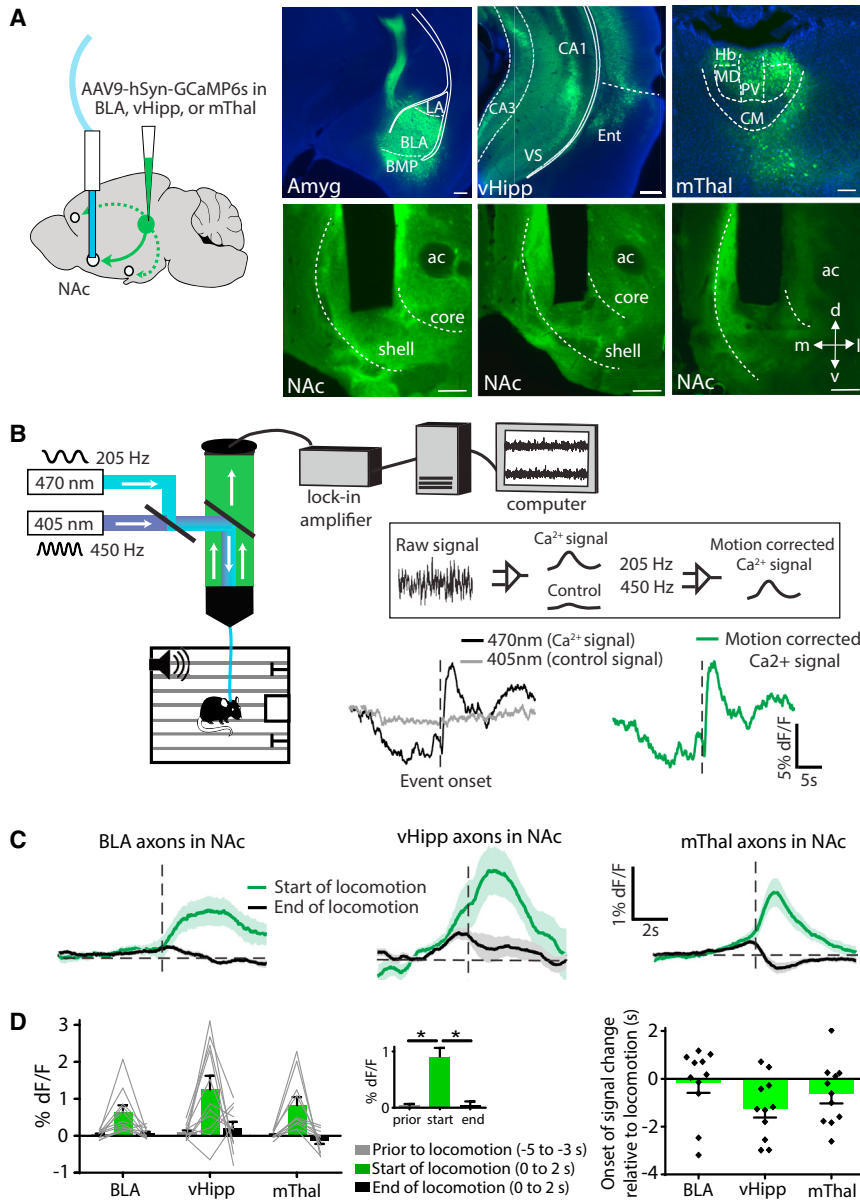 A
AAV9-hSyn-GCaMP6s in
BLA, vHipp, or mThal
NAc
LA
BLA
BMP
Amyg
CA1
CA3
Ent
VS
vHipp
Hb
MD
PV
CM
mThal
ac
core
shell
NAc
ac
core
shell
NAc
ac
d
m l
v
NAc
B
205 Hz
470 nm
405 nm
450 Hz
lock-in
amplifier
computer
Raw signal
Ca2+ signal
Control
205 Hz
450 Hz
Motion corrected
Ca2+ signal
470nm (Ca2+ signal)
405nm (control signal)
Event onset
Motion corrected
Ca2+ signal
5% dF/F
5s
C
BLA axons in NAc
vHipp axons in NAc
mThal axons in NAc
Start of locomotion
End of locomotion
1% dF/F
2s
D
% dF/F
3
2
1
0
-1
BLA vHipp mThal
* *
% dF/F
1
0
prior start end
Prior to locomotion (-5 to -3 s)
Start of locomotion (0 to 2 s)
End of locomotion (0 to 2 s)
Onset of signal change
relative to locomotion (s)
2
0
-2
-4
BLA vHipp mThal